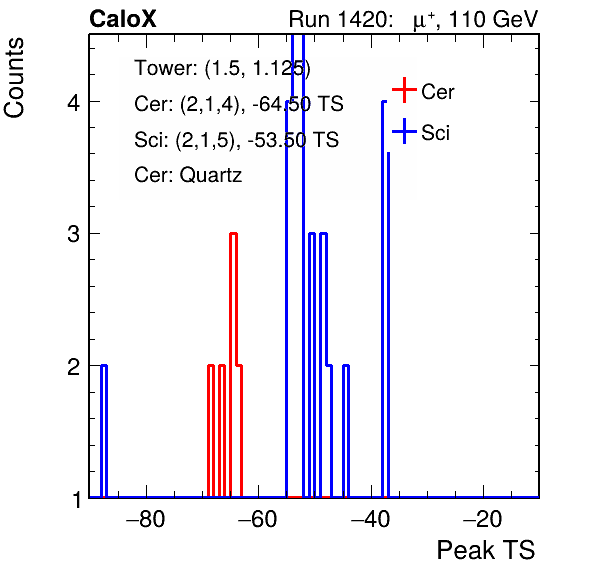 CaloX Run 1420: μ⁺, 110 GeV
Counts
Tower: (1.5, 1.125)
Cer: (2,1,4), -64.50 TS
Sci: (2,1,5), -53.50 TS
Cer: Quartz
Cer
Sci
4
3
2
1
−80 −60 −40 −20
Peak TS